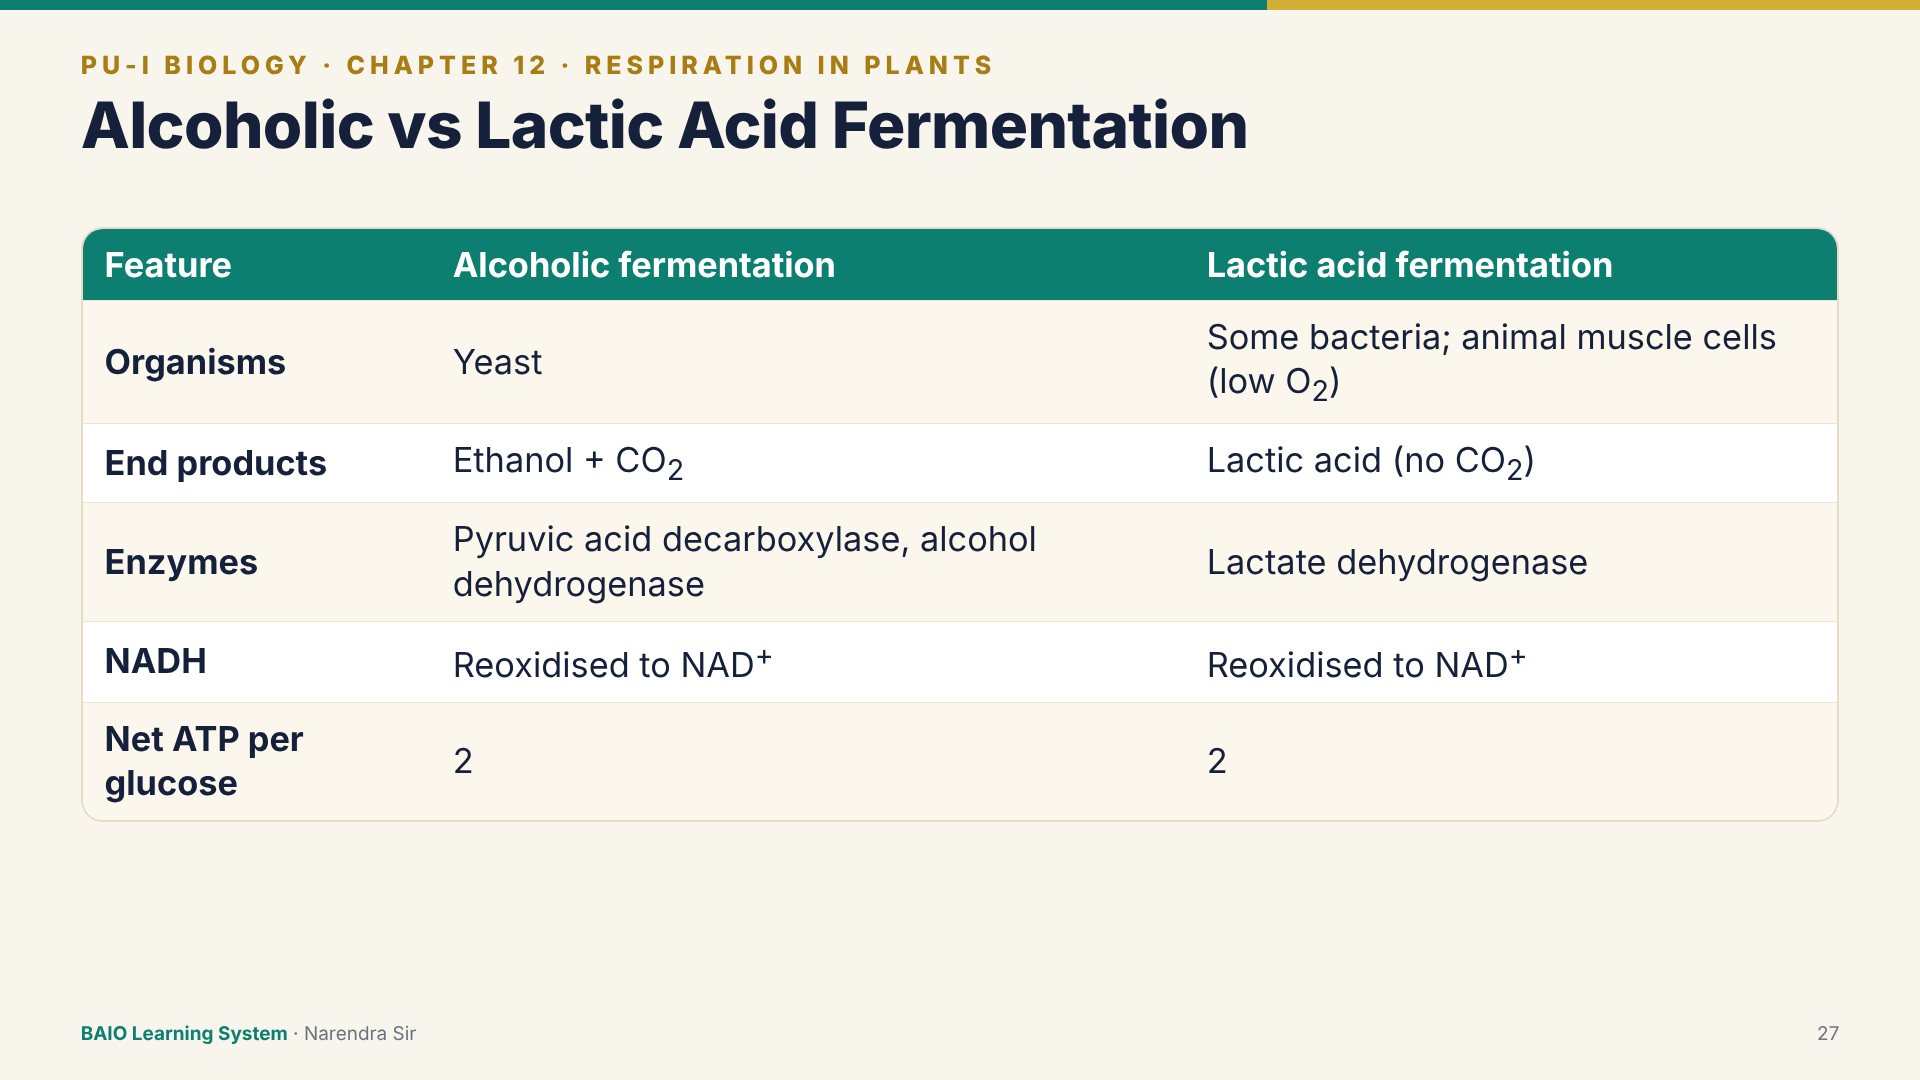 PU-I BIOLOGY · CHAPTER 12 · RESPIRATION IN PLANTS
Alcoholic vs Lactic Acid Fermentation
Feature Alcoholic fermentation Lactic acid fermentation
Organisms Yeast Some bacteria; animal muscle cells
(low O₂)
End products Ethanol + CO₂ Lactic acid (no CO₂)
Enzymes Pyruvic acid decarboxylase, alcohol
dehydrogenase Lactate dehydrogenase
NADH Reoxidised to NAD⁺ Reoxidised to NAD⁺
Net ATP per
glucose 2 2
BAIO Learning System · Narendra Sir 27